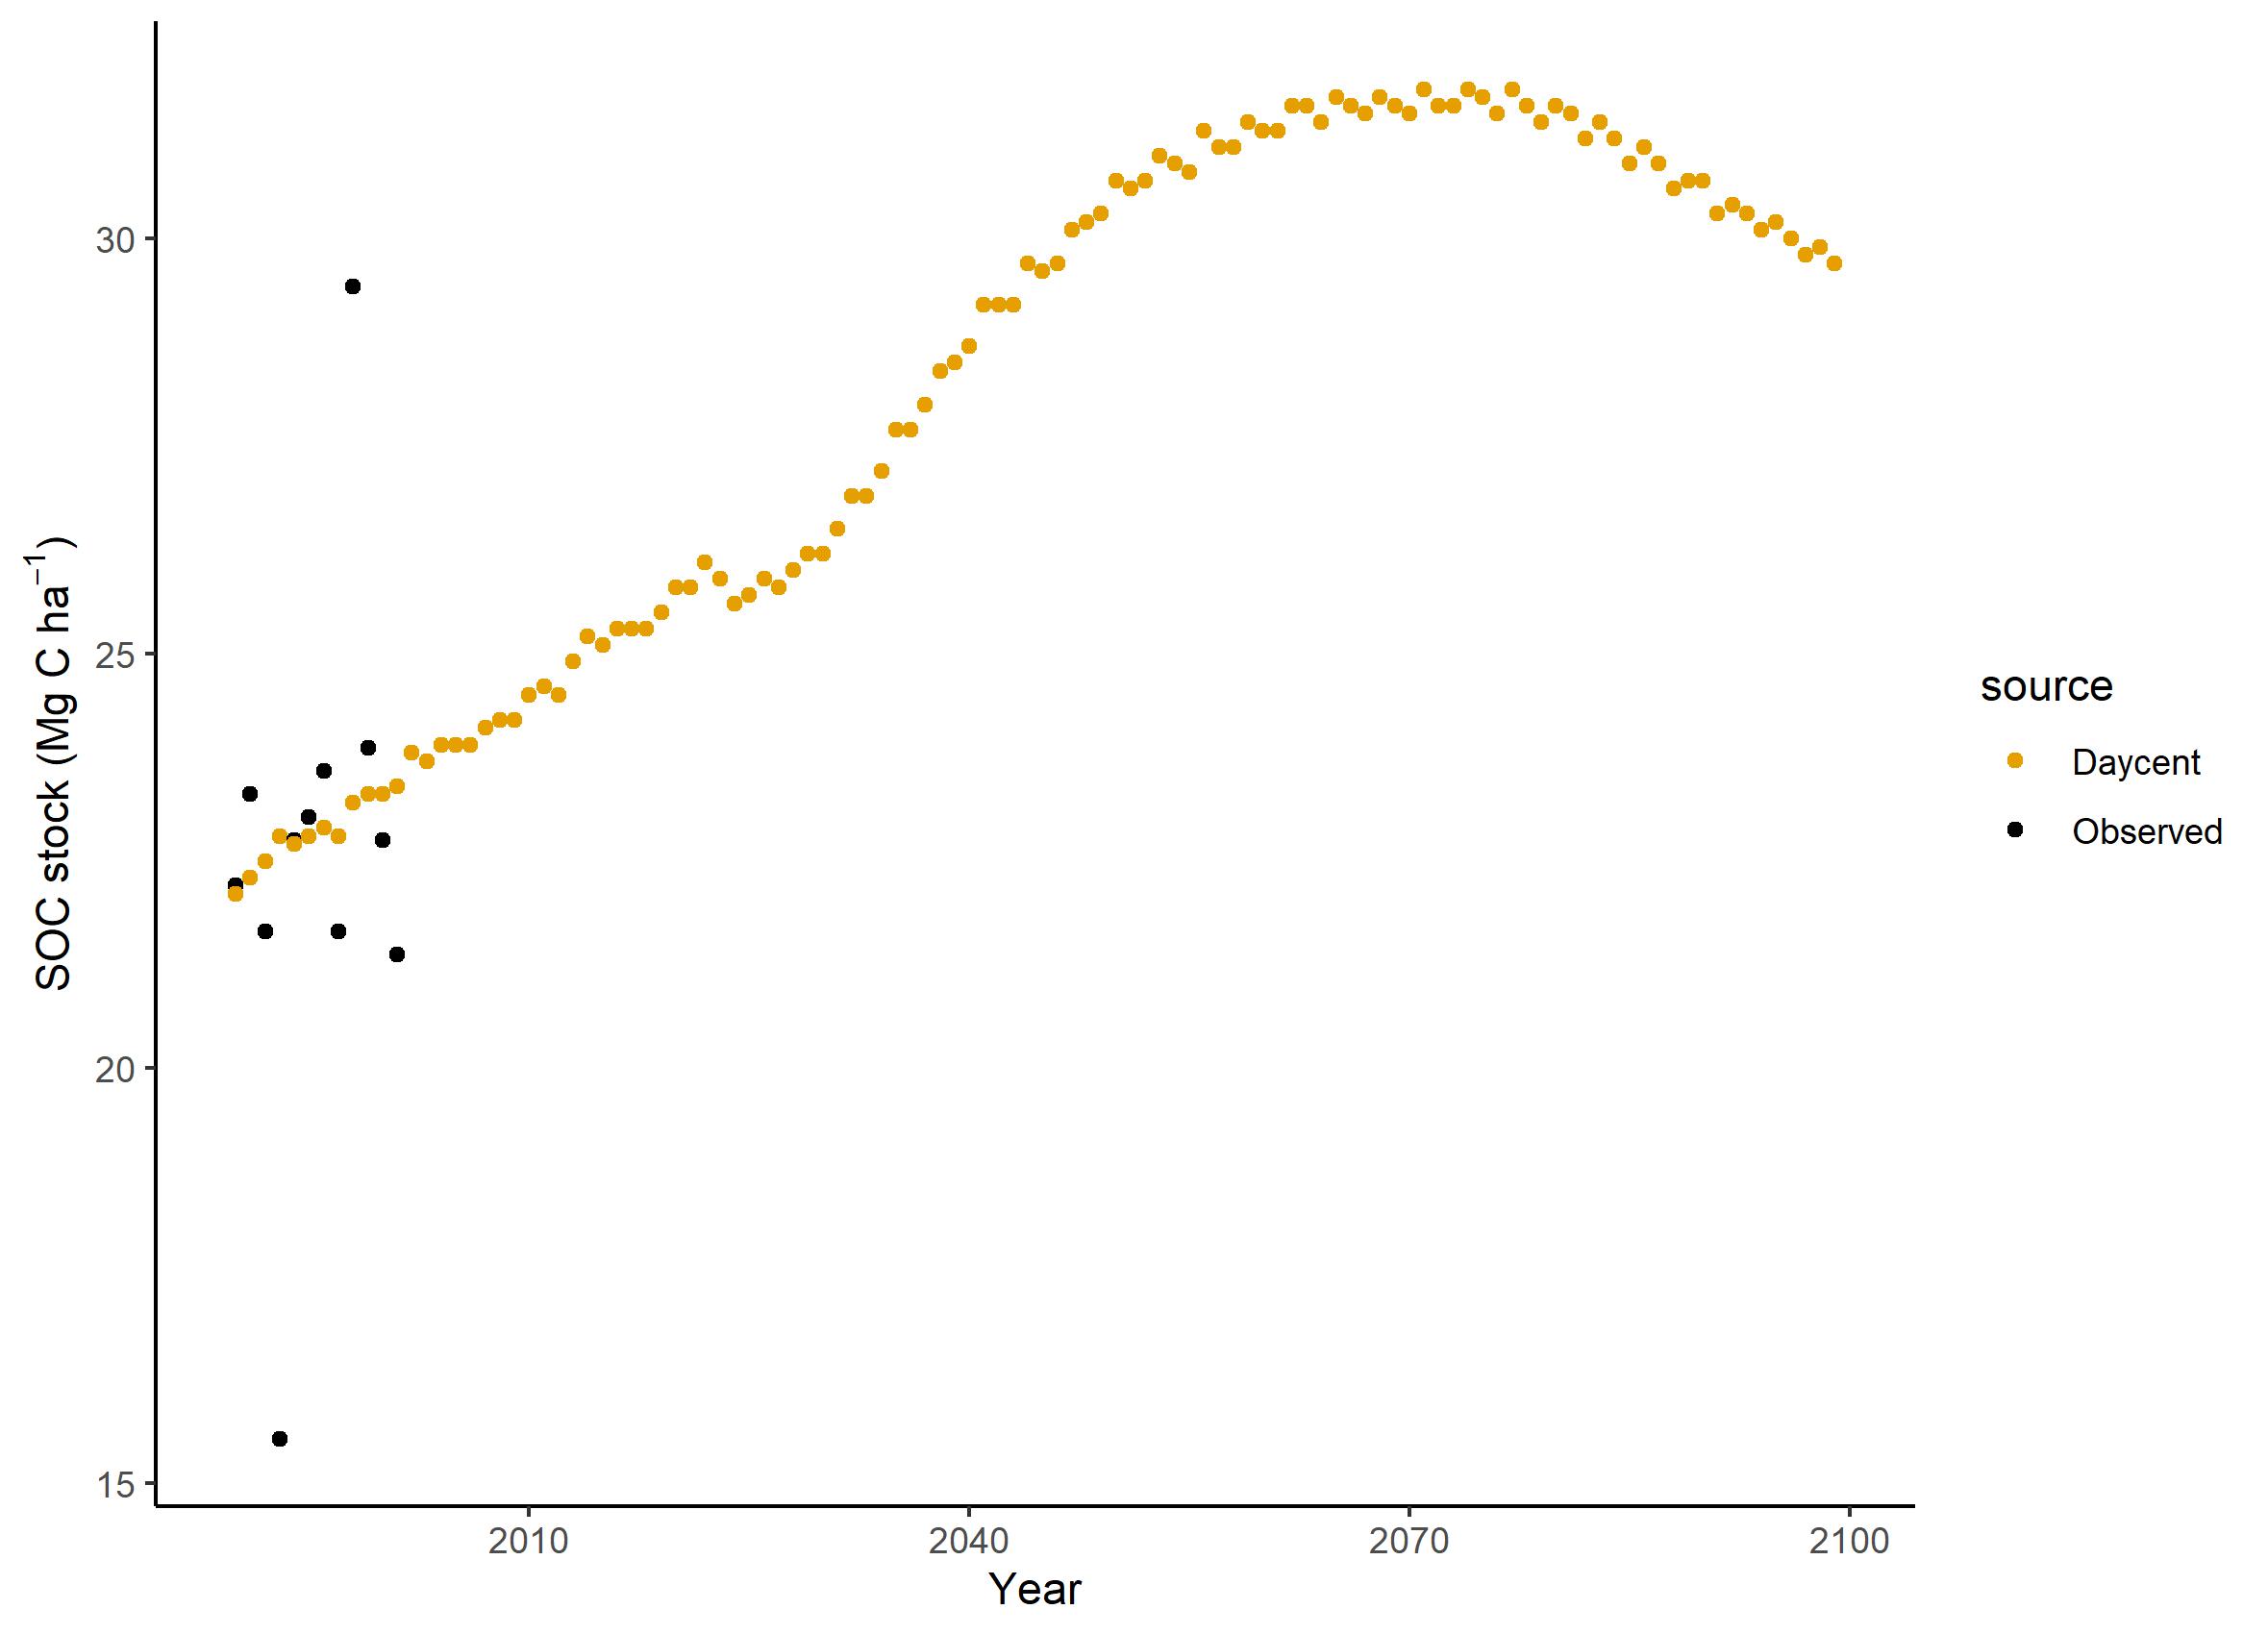 30
25
20
15
SOC stock (Mg C ha⁻¹)
2010 2040 2070 2100
Year
source
Daycent
Observed